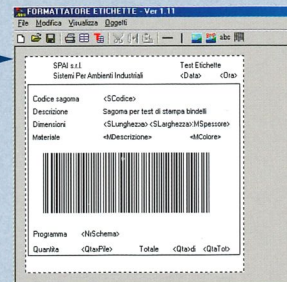 FORMATTATORE ETICHETTE - Ver 1.11
File Modifica Visualizza Oggetti
abc
SPAI s.r.l. Test Etichette
Sistemi Per Ambienti Industriali <Data> <Ora>
Codice sagoma <SCodice>
Descrizione Sagoma per test di stampa bindelli
Dimensioni <SLunghezza> <SLarghezza> MSpessore>
Materiale <MDescrizione> <MColore>
Programma <NrSchema>
Quantita <QtaxPile> Totale <Qta>di <QtaTot>